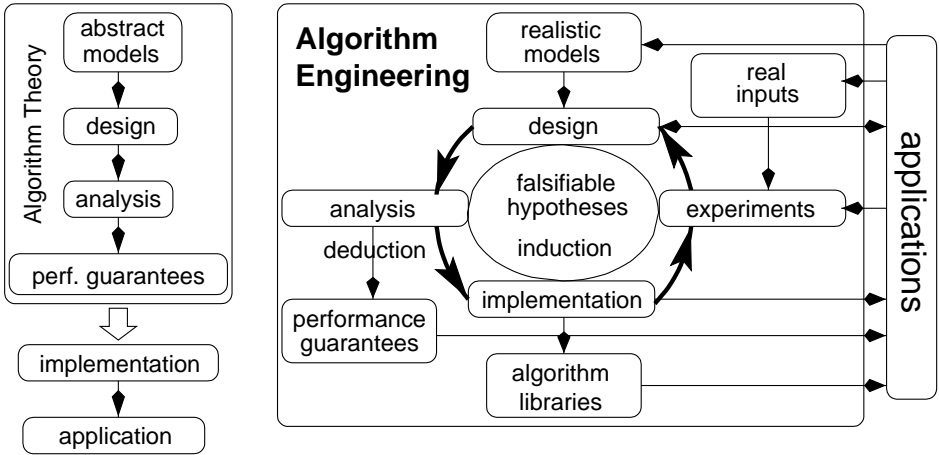 Algorithm Theory
abstract
models
design
analysis
perf. guarantees
implementation
application
Algorithm
Engineering
realistic
models
real
inputs
design
falsifiable
hypotheses
induction
analysis
experiments
deduction
implementation
performance
guarantees
algorithm
libraries
applications